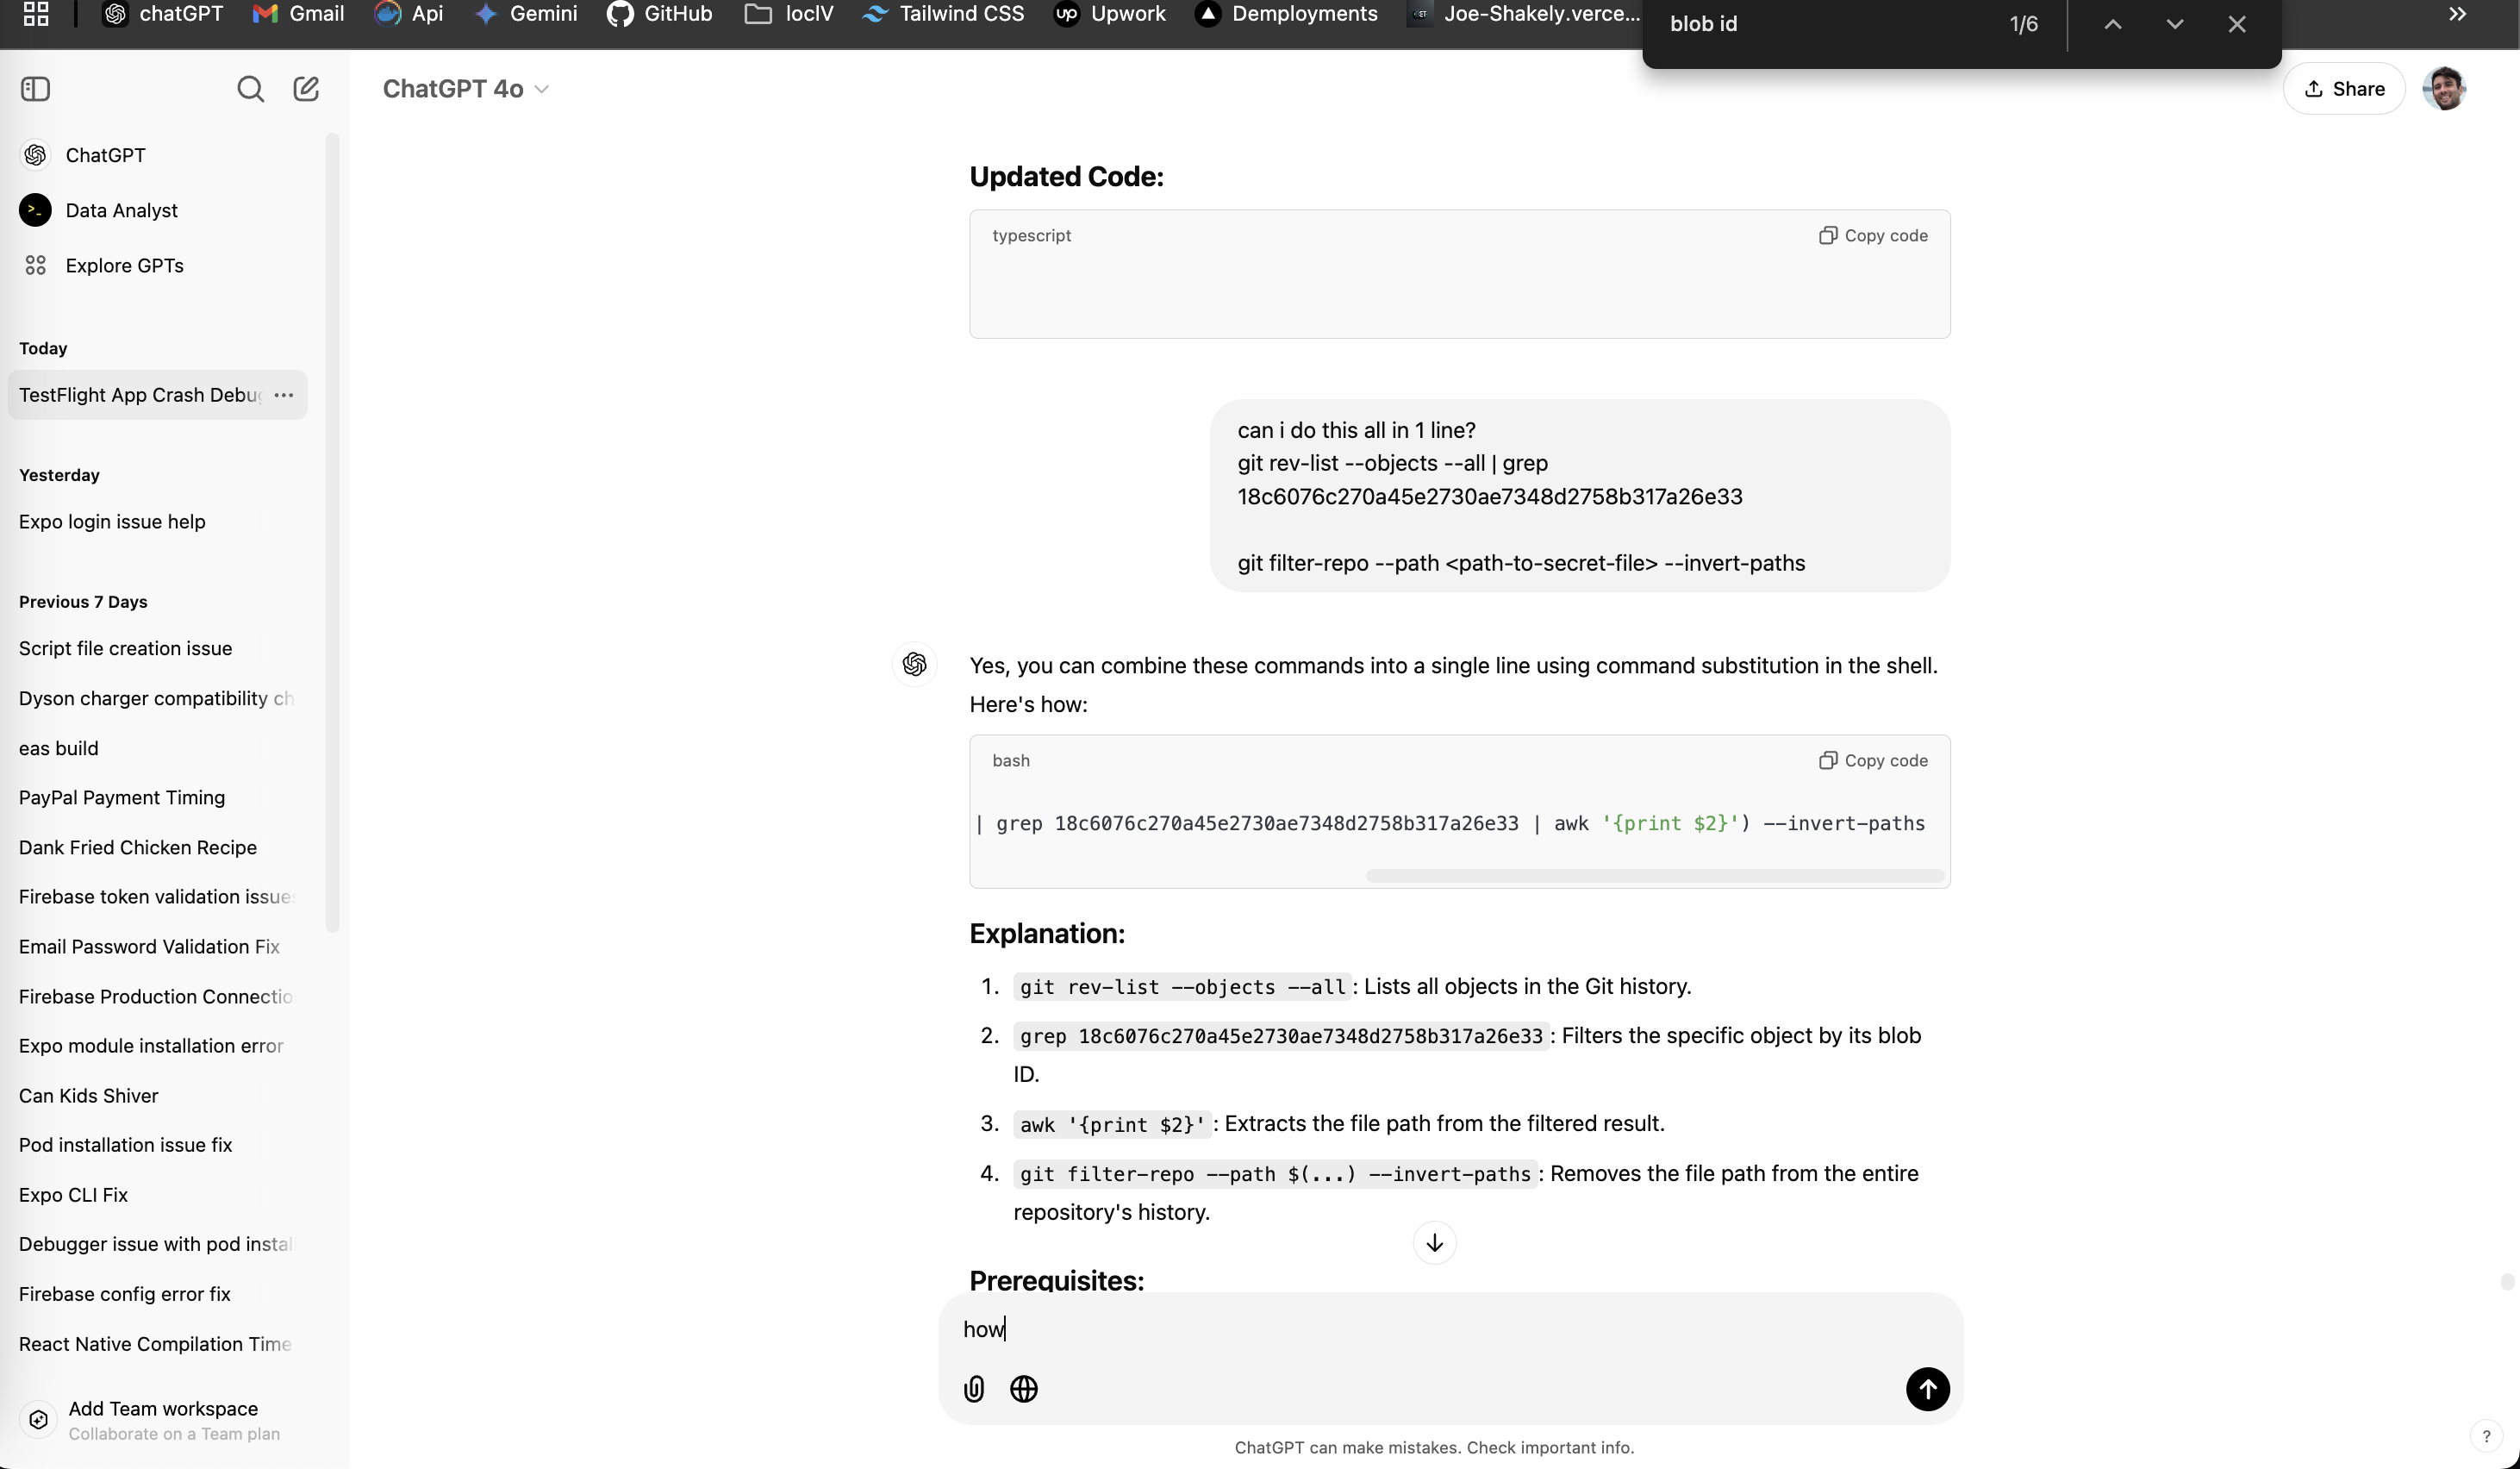 chatGPT
Gmail
Api
Gemini
GitHub
loclV
Tailwind CSS
up Upwork
Demployments
Joe-Shakely.verce...
blob id
1/6
ChatGPT 4o
Share
ChatGPT
Data Analyst
Explore GPTs
Today
TestFlight App Crash Debug
Yesterday
Expo login issue help
Previous 7 Days
Script file creation issue
Dyson charger compatibility ch
eas build
PayPal Payment Timing
Dank Fried Chicken Recipe
Firebase token validation issues
Email Password Validation Fix
Firebase Production Connectio
Expo module installation error
Can Kids Shiver
Pod installation issue fix
Expo CLI Fix
Debugger issue with pod install
Firebase config error fix
React Native Compilation Time
Add Team workspace
Collaborate on a Team plan
Updated Code:
typescript
Copy code
can i do this all in 1 line?
git rev-list --objects --all | grep
18c6076c270a45e2730ae7348d2758b317a26e33
git filter-repo --path <path-to-secret-file> --invert-paths
Yes, you can combine these commands into a single line using command substitution in the shell.
Here's how:
bash
Copy code
| grep 18c6076c270a45e2730ae7348d2758b317a26e33 | awk '{print $2}') --invert-paths
Explanation:
1. git rev-list --objects --all: Lists all objects in the Git history.
2. grep 18c6076c270a45e2730ae7348d2758b317a26e33: Filters the specific object by its blob
ID.
3. awk '{print $2}': Extracts the file path from the filtered result.
4. git filter-repo --path $(...) --invert-paths: Removes the file path from the entire
repository's history.
Prerequisites:
how
ChatGPT can make mistakes. Check important info.
?